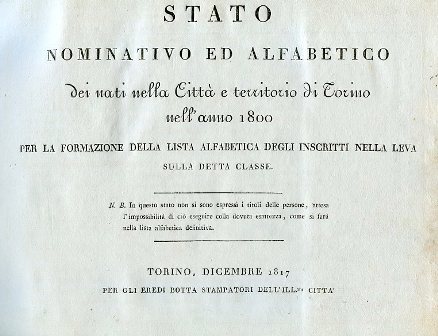 STATO
NOMINATIVO ED ALFABETICO
dei nati nella Città e territorio di Torino
nell'anno 1800
PER LA FORMAZIONE DELLA LISTA ALFABETICA DEGLI INSCRITTI NELLA LEVA
SULLA DETTA CLASSE.
N. B. In questo stato non si sono espressi i titoli delle persone, attesa
l'impossibilità di ciò eseguire colla dovuta esattezza, come si farà
nella lista alfabetica definitiva.
TORINO, DICEMBRE 1817
PER GLI EREDI BOTTA STAMPATORI DELL'ILL.ma CITTA'